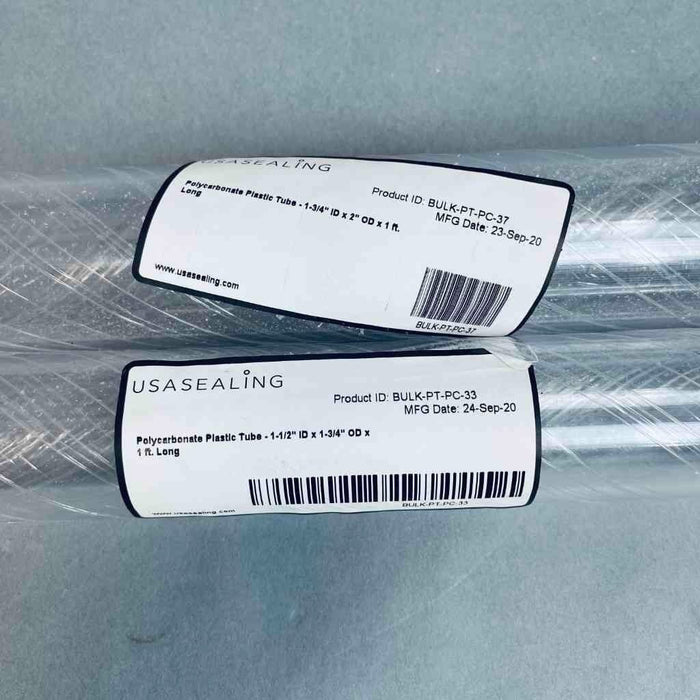 USASEALING
Product ID: BULK-PT-PC-37
MFG Date: 23-Sep-20
Polycarbonate Plastic Tube - 1-3/4" ID x 2" OD x 1 ft.
Long
www.usasealing.com
BULK-PT-PC-37
USASEALING
Product ID: BULK-PT-PC-33
MFG Date: 24-Sep-20
Polycarbonate Plastic Tube - 1-1/2" ID x 1-3/4" OD x
1 ft. Long
www.usasealing.com
BULK-PT-PC-33